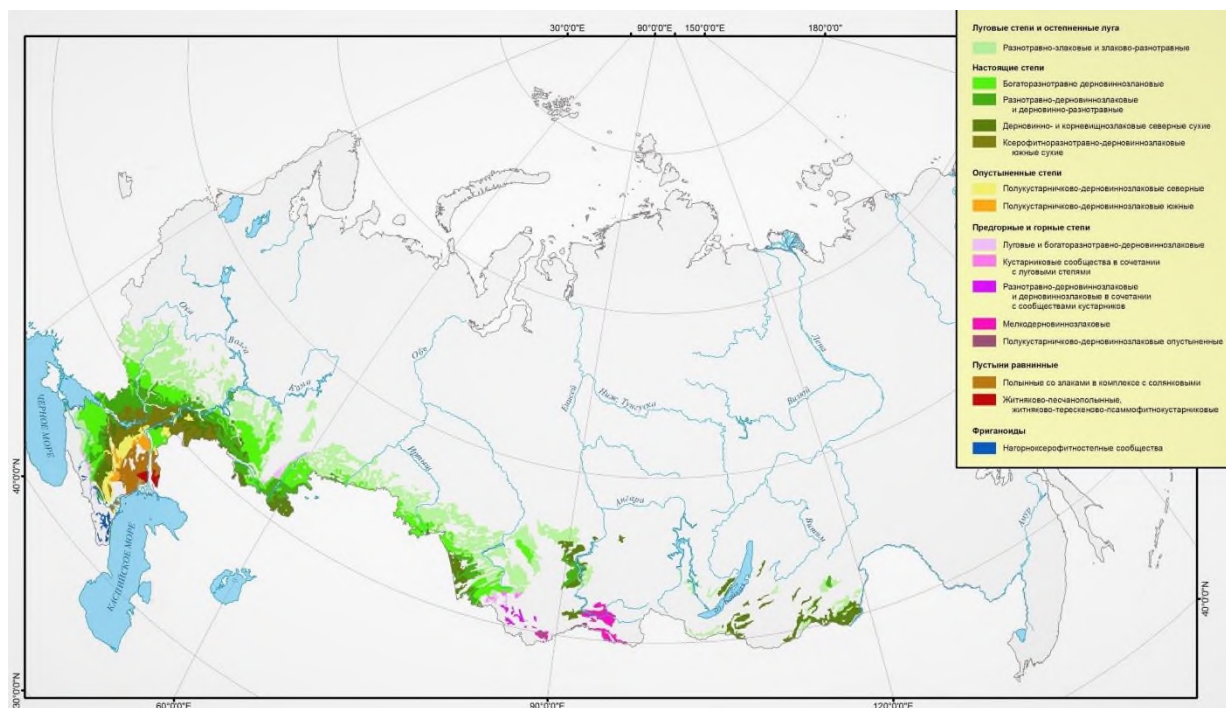 30°0'0"E
90°0'0"E
150°0'0"E
180°0'0"
Луговые степи и остепненные луга
Разнотравно-злаковые и злаково-разнотравные
Настоящие степи
Богаторазнотравно дерновиннозлановые
Разнотравно-дерновиннозлаковые
и дерновинно-разнотравные
Дерновинно- и корневищнозлаковые северные сухие
Ксерофитноразнотравно-дерновиннозлаковые
южные сухие
Опустыненные степи
Полукустарничково-дерновиннозлаковые северные
Полукустарничково-дерновиннозлаковые южные
Предгорные и горные степи
Луговые и богаторазнотравно-дерновиннозлаковые
Кустарниковые сообщества в сочетании
с луговыми степями
Разнотравно-дерновиннозлаковые
и дерновиннозлаковые в сочетании
с сообществами кустарников
Мелкодерновиннозлаковые
Полукустарничково-дерновиннозлаковые опустыненные
Пустыни равнинные
Полынные со злаками в комплексе с солянковыми
Житняково-песчанополынные,
житняково-терескеново-псаммофитнокустарниковые
Фриганоиды
Нагорноксерофитностепные сообщества
Ока
Волга
Кама
Обь
Иртыш
Енисей
Ниж. Тунгуска
Ангара
Лена
Вилюй
Витим
оз. Байкал
Амур
ЧЕРНОЕ МОРЕ
КАСПИЙСКОЕ МОРЕ
40°0'0"N
30°0'0"N
40°0'0"N
60°0'0"E
90°0'0"E
120°0'0"E